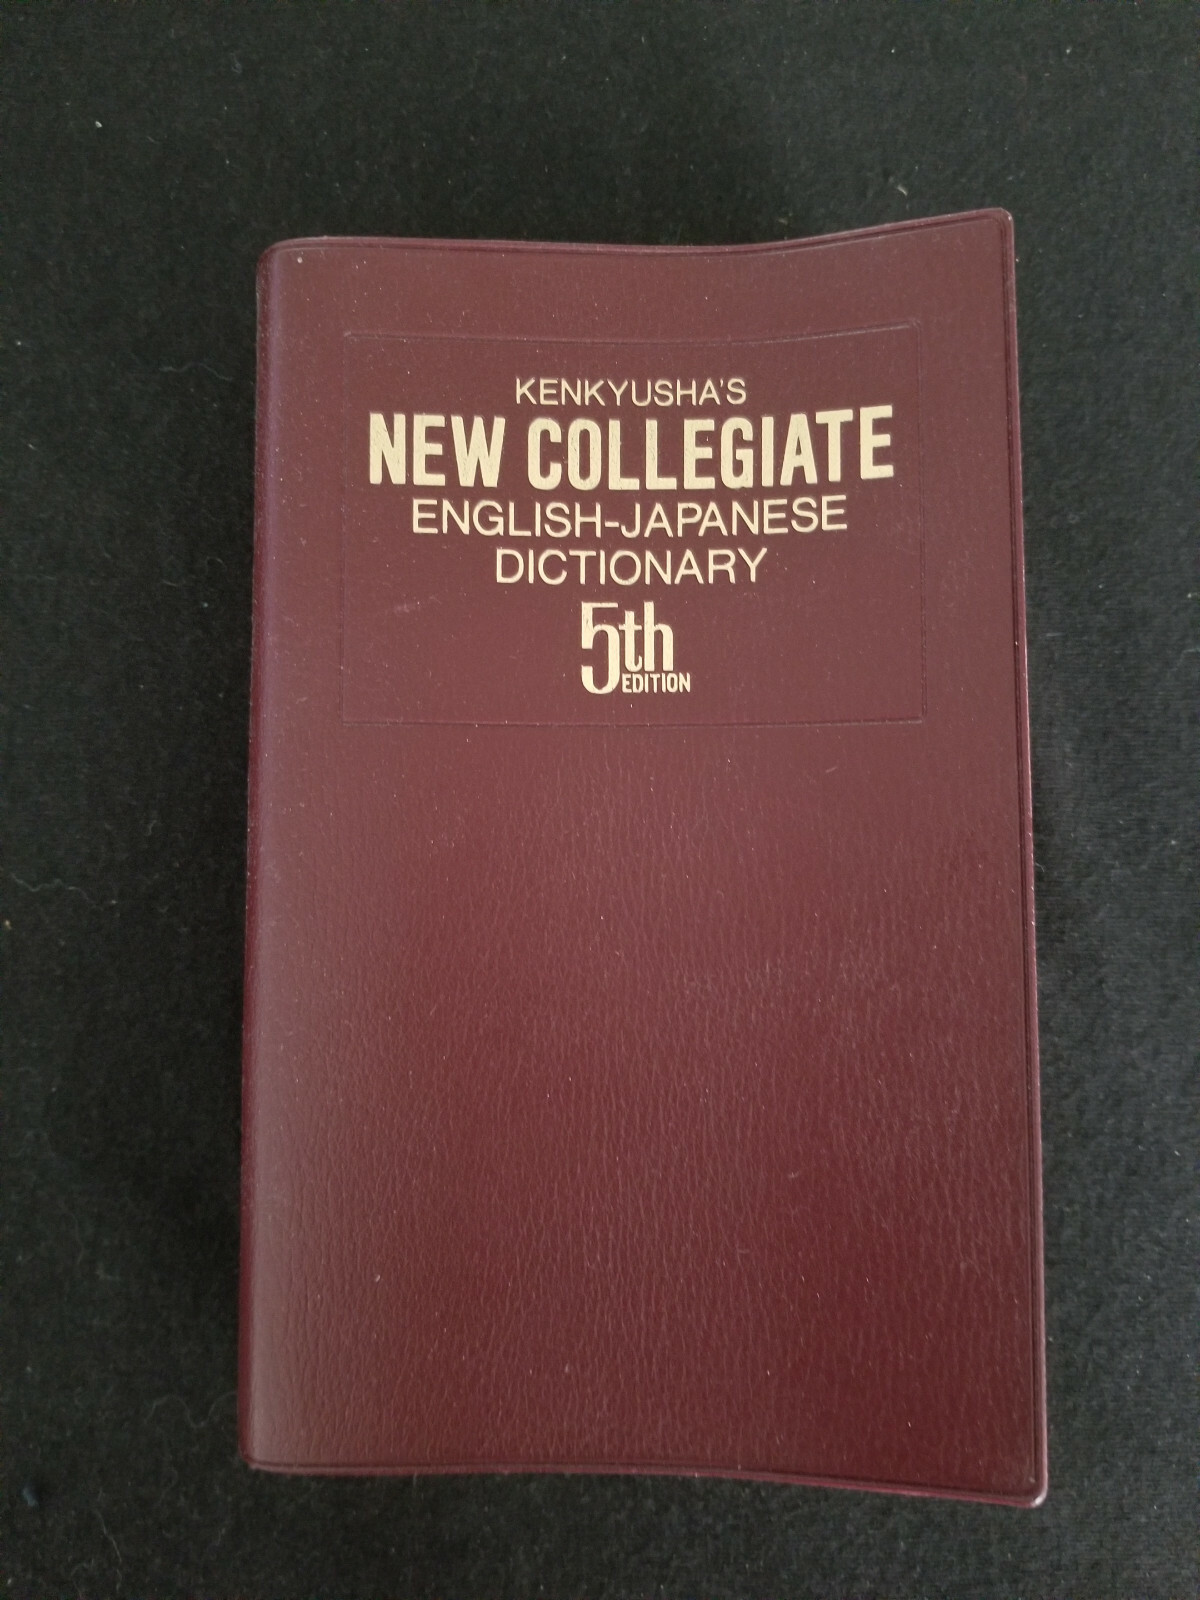 KENKYUSHA'S
NEW COLLEGIATE
ENGLISH-JAPANESE
DICTIONARY
5th
EDITION